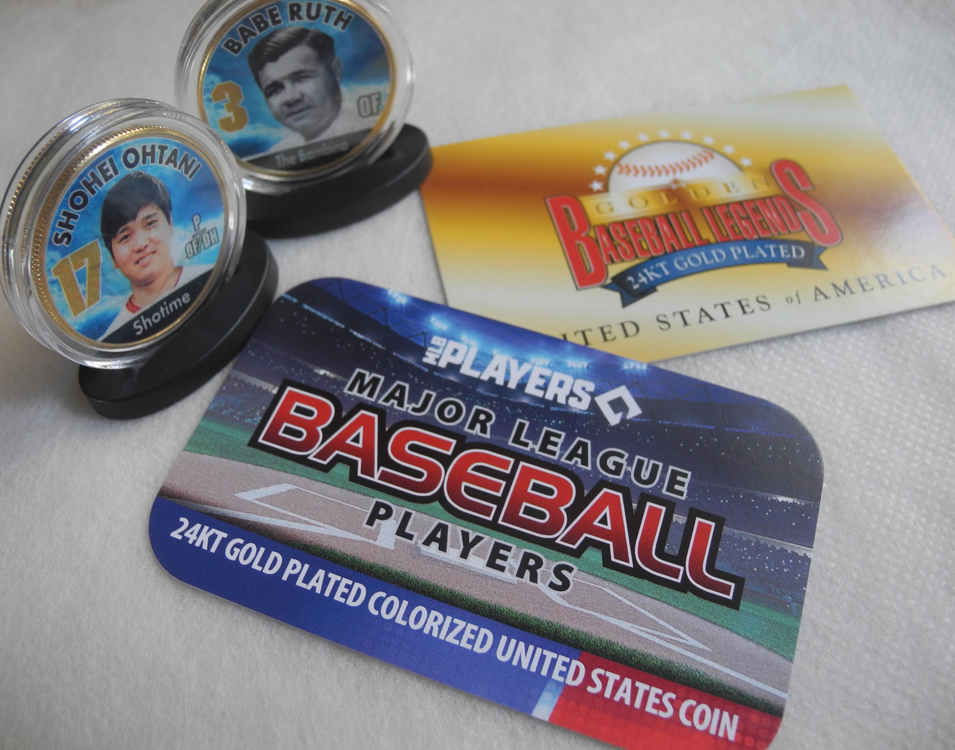 BABE RUTH
3
OF
The Bambino
SHOHEI OHTANI
17
P
OF/DH
Shotime
GOLDEN
BASEBALL LEGENDS
24KT GOLD PLATED
UNITED STATES of AMERICA
MLB PLAYERS
MAJOR LEAGUE
BASEBALL
PLAYERS
24KT GOLD PLATED COLORIZED UNITED STATES COIN